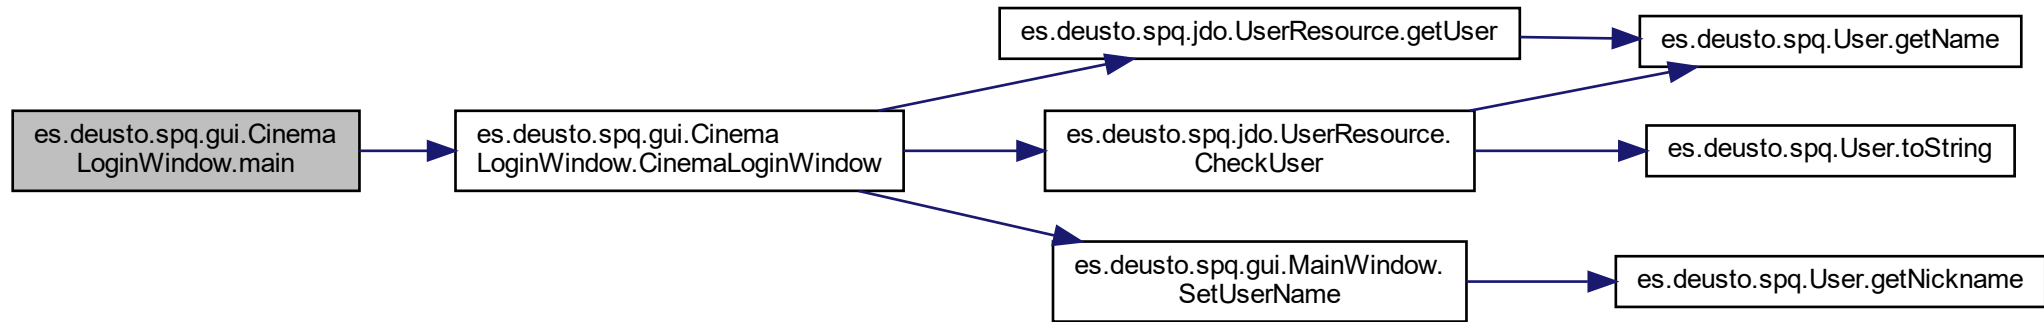 es.deusto.spq.gui.Cinema
LoginWindow.main
es.deusto.spq.gui.Cinema
LoginWindow.CinemaLoginWindow
es.deusto.spq.jdo.UserResource.getUser
es.deusto.spq.User.getName
es.deusto.spq.jdo.UserResource.
CheckUser
es.deusto.spq.User.toString
es.deusto.spq.gui.MainWindow.
SetUserName
es.deusto.spq.User.getNickname